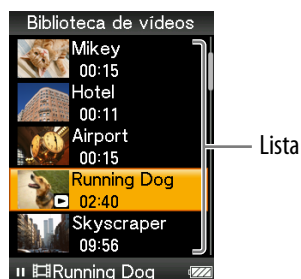 Biblioteca de vídeos
Mikey
00:15
Hotel
00:11
Airport
00:15
Running Dog
02:40
Skyscraper
09:56
Running Dog
Lista